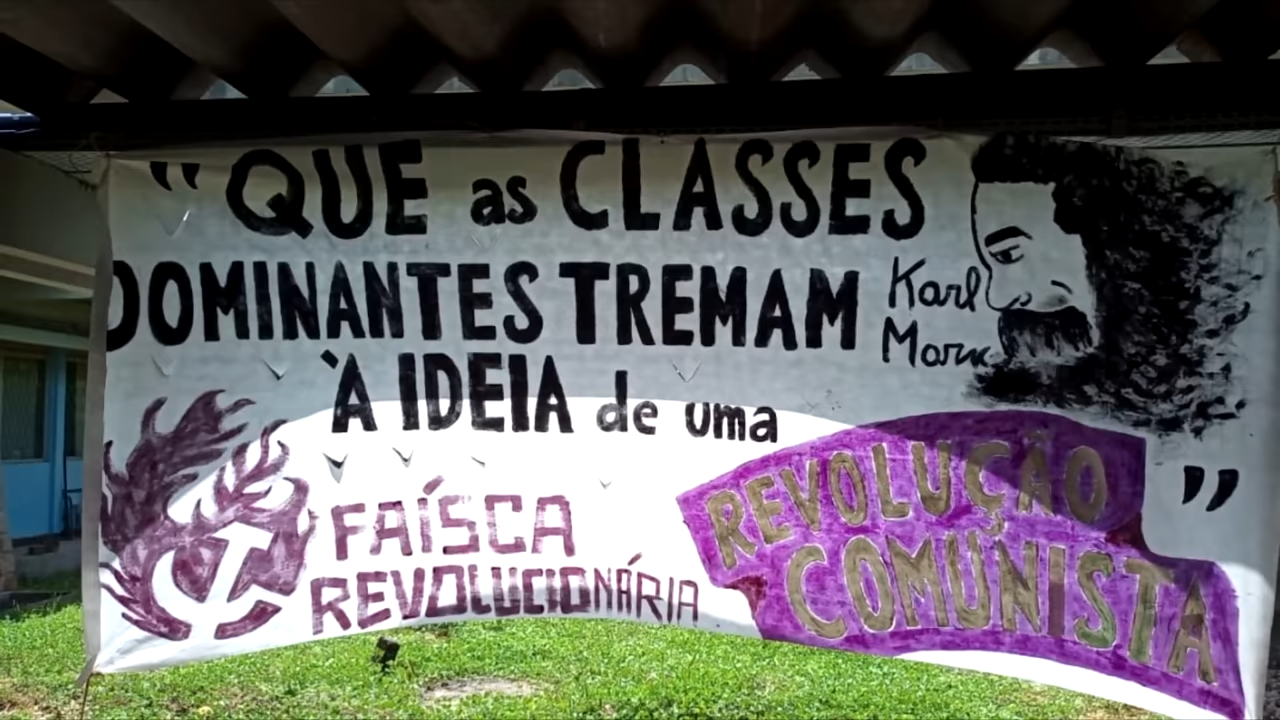 "QUE as CLASSES
DOMINANTES TREMAM
À IDEIA de uma
REVOLUÇÃO
COMUNISTA"
Karl
Marx
FAÍSCA
REVOLUCIONÁRIA